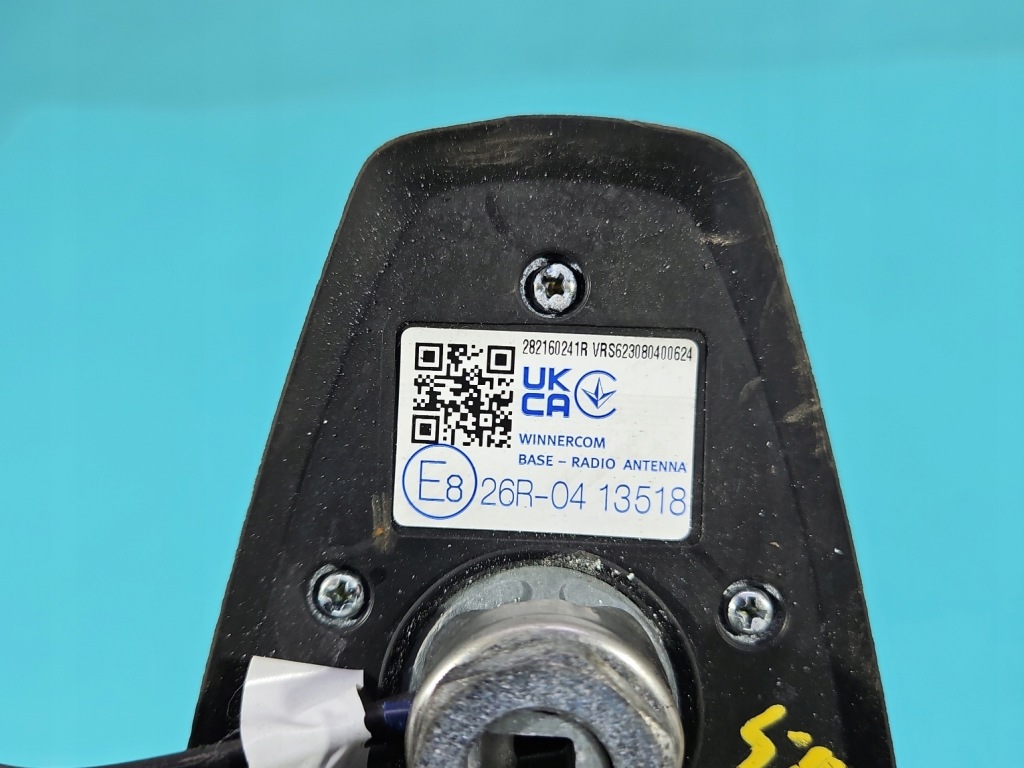 282160241R VRS623080400624
UK
CA
WINNERCOM
BASE – RADIO ANTENNA
E8 26R-04 13518